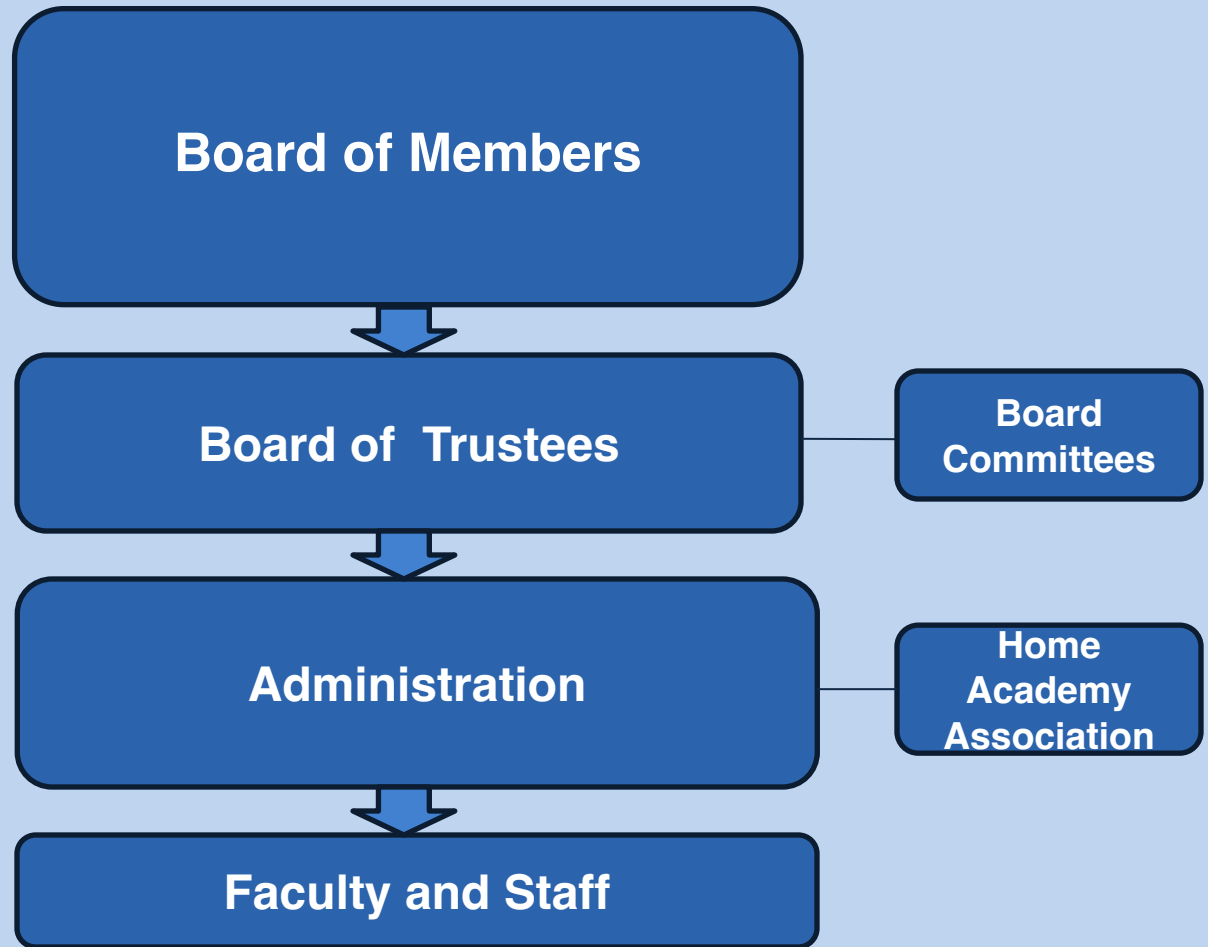 Board of Members
Board of  Trustees
Board
Committees
Administration
Home
Academy
Association
Faculty and Staff